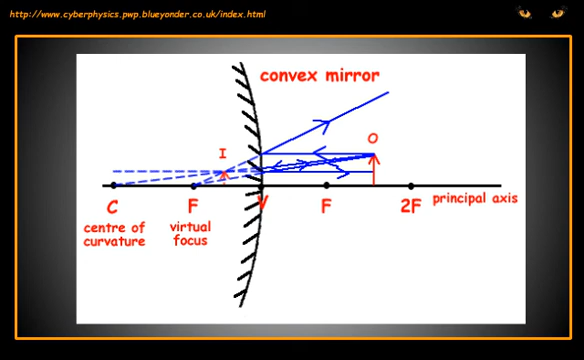 http://www.cyberphysics.pwp.blueyonder.co.uk/index.html
convex mirror
I
O
C
F
V
F
2F
principal axis
centre of
curvature
virtual
focus